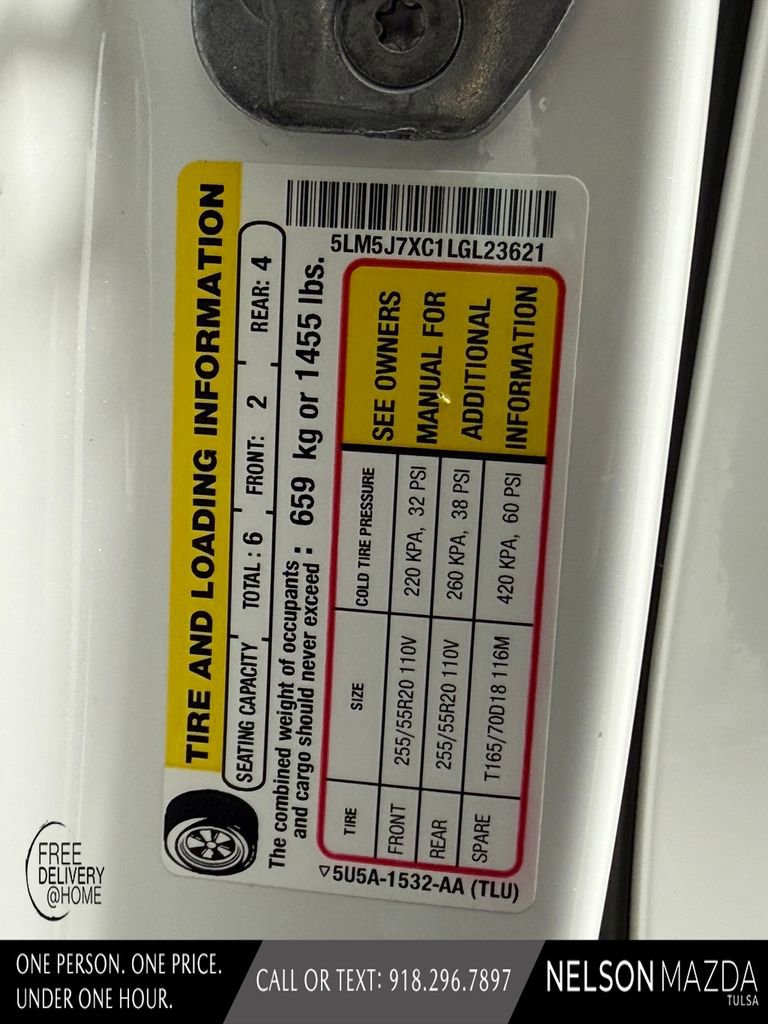 TIRE AND LOADING INFORMATION
SEATING CAPACITY TOTAL : 6 FRONT: 2 REAR: 4
The combined weight of occupants
and cargo should never exceed : 659 kg or 1455 lbs.
5LM5J7XC1LGL23621
TIRE SIZE COLD TIRE PRESSURE
FRONT 255/55R20 110V 220 KPA, 32 PSI
REAR 255/55R20 110V 260 KPA, 38 PSI
SPARE T165/70D18 116M 420 KPA, 60 PSI
SEE OWNERS
MANUAL FOR
ADDITIONAL
INFORMATION
▽5U5A-1532-AA (TLU)
FREE
DELIVERY
@HOME
ONE PERSON. ONE PRICE.
UNDER ONE HOUR.
CALL OR TEXT: 918.296.7897
NELSON MAZDA
TULSA